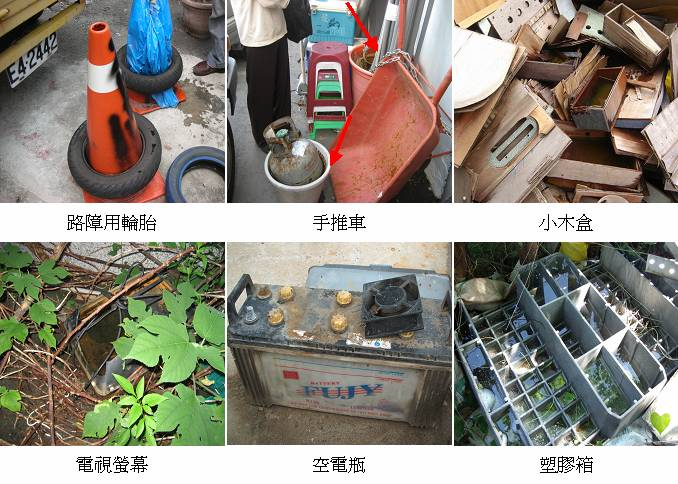 E4-2442
路障用輪胎
手推車
小木盒
電視螢幕
空電瓶
塑膠箱
BATTERY
FUJY